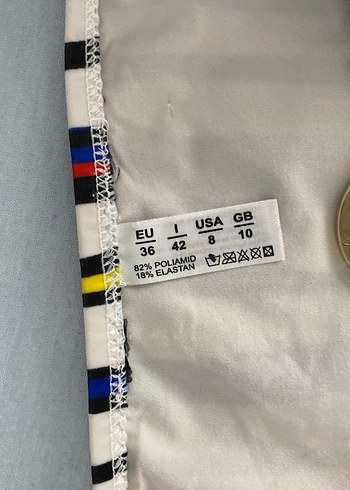 EU I USA GB
36 42 8 10
82% POLIAMID
18% ELASTAN